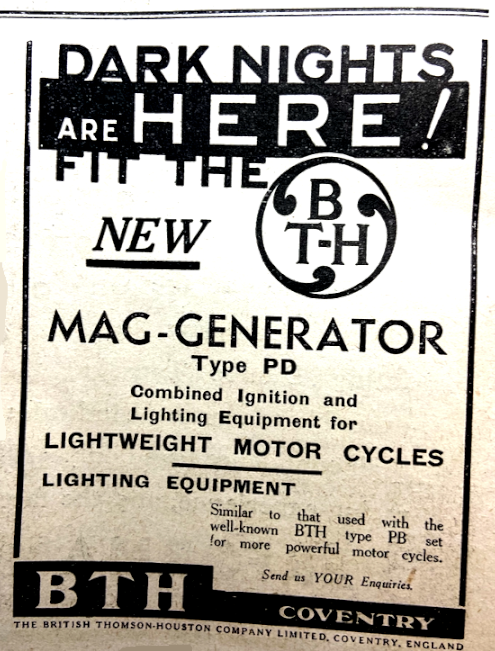 DARK NIGHTS
ARE HERE!
FIT THE
B
T-H
NEW
MAG-GENERATOR
Type PD
Combined Ignition and
Lighting Equipment for
LIGHTWEIGHT MOTOR CYCLES
LIGHTING EQUIPMENT
Similar to that used with the
well-known BTH type PB set
for more powerful motor cycles.
Send us YOUR Enquiries.
BTH
COVENTRY
THE BRITISH THOMSON-HOUSTON COMPANY LIMITED, COVENTRY, ENGLAND